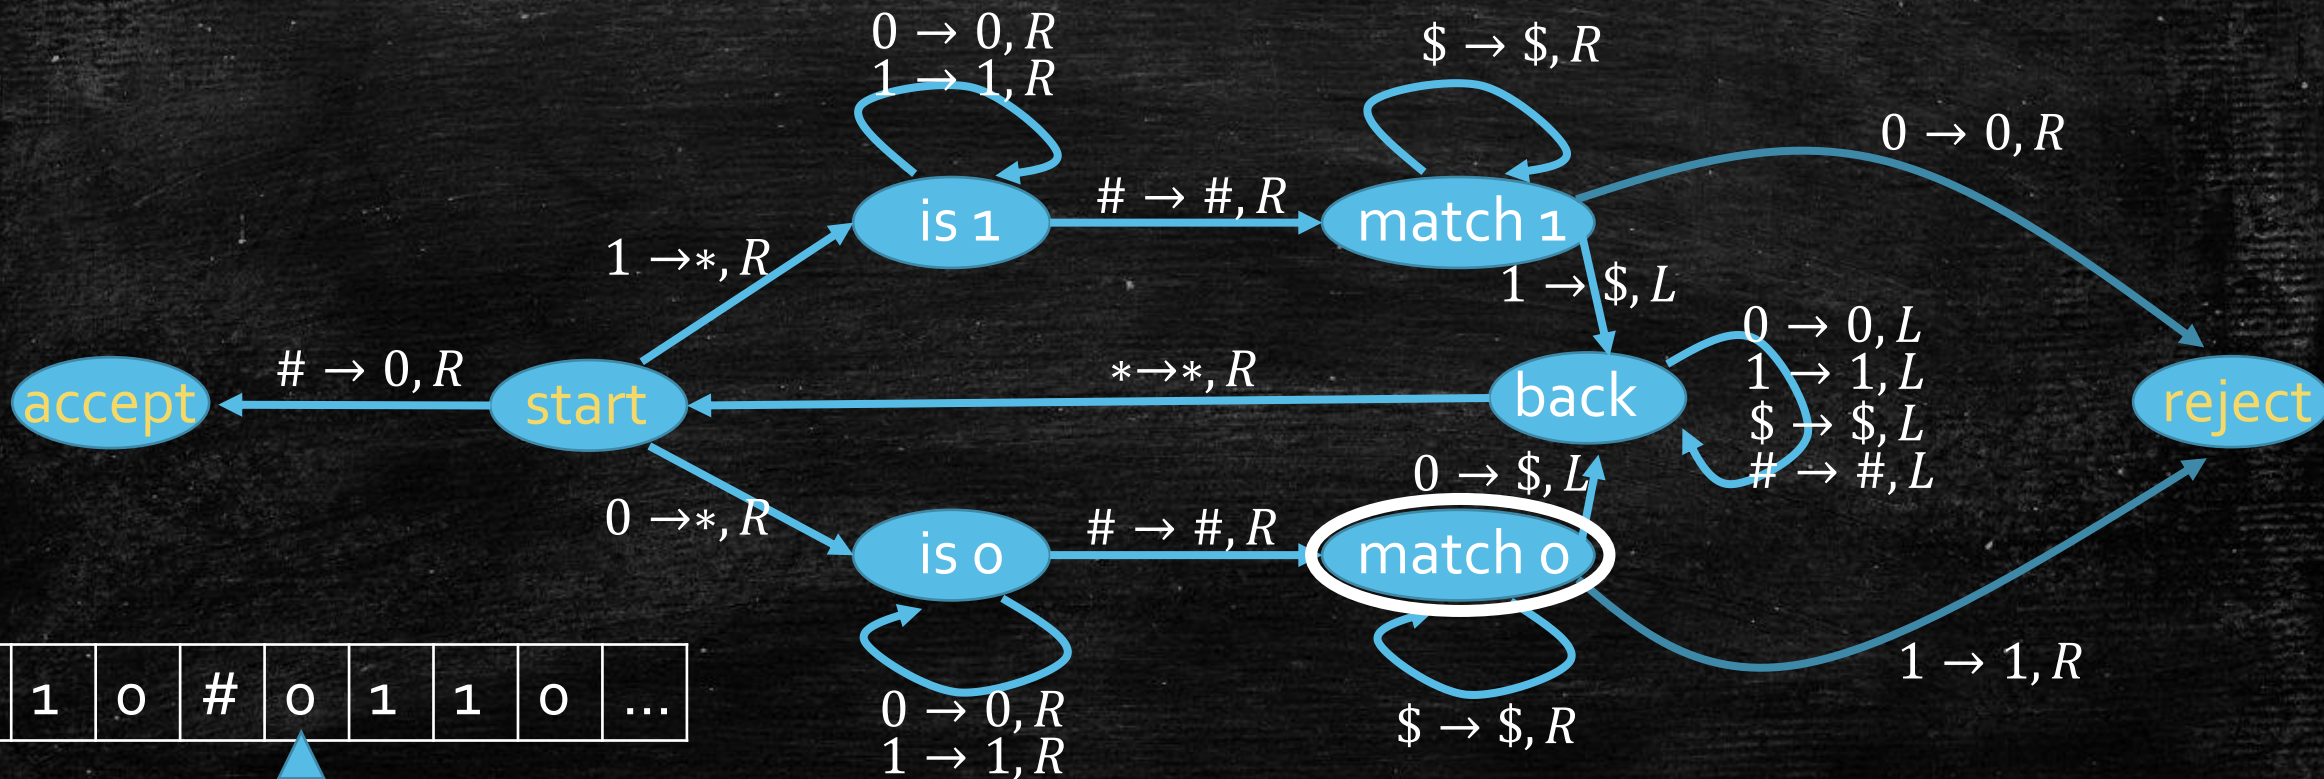 0 → 0, R
1 → 1, R
$ → $, R
0 → 0, R
is 1
# → #, R
match 1
1 →*, R
1 → $, L
0 → 0, L
1 → 1, L
$ → $, L
# → #, L
accept
# → 0, R
start
*→*, R
back
reject
0 → $, L
0 →*, R
is 0
# → #, R
match 0
1 → 1, R
0 → 0, R
1 → 1, R
$ → $, R
1 0 # 0 1 1 0 ...